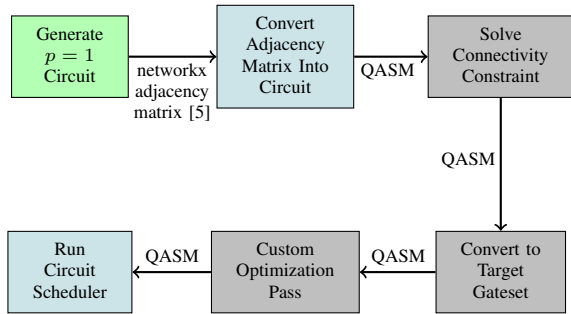 Generate
p = 1
Circuit
networkx
adjacency
matrix [5]
Convert
Adjacency
Matrix Into
Circuit
QASM
Solve
Connectivity
Constraint
QASM
Convert to
Target
Gateset
QASM
Custom
Optimization
Pass
QASM
Run
Circuit
Scheduler